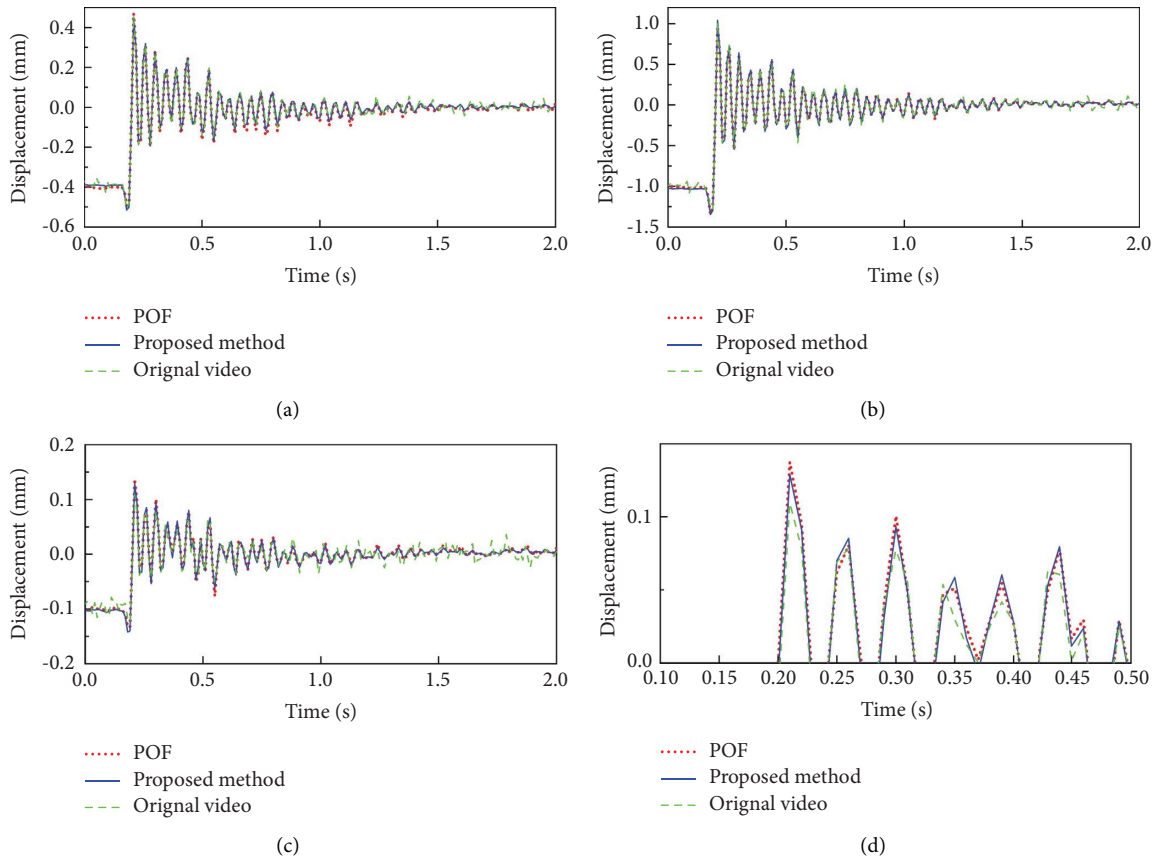 0.4
0.2
0.0
-0.2
-0.4
-0.6
Displacement (mm)
0.0 0.5 1.0 1.5 2.0
Time (s)
POF
Proposed method
Orignal video
(a)
1.0
0.5
0.0
-0.5
-1.0
-1.5
Displacement (mm)
0.0 0.5 1.0 1.5 2.0
Time (s)
POF
Proposed method
Orignal video
(b)
0.2
0.1
0.0
-0.1
-0.2
Displacement (mm)
0.0 0.5 1.0 1.5 2.0
Time (s)
POF
Proposed method
Orignal video
(c)
0.1
0.0
Displacement (mm)
0.10 0.15 0.20 0.25 0.30 0.35 0.40 0.45 0.50
Time (s)
POF
Proposed method
Orignal video
(d)